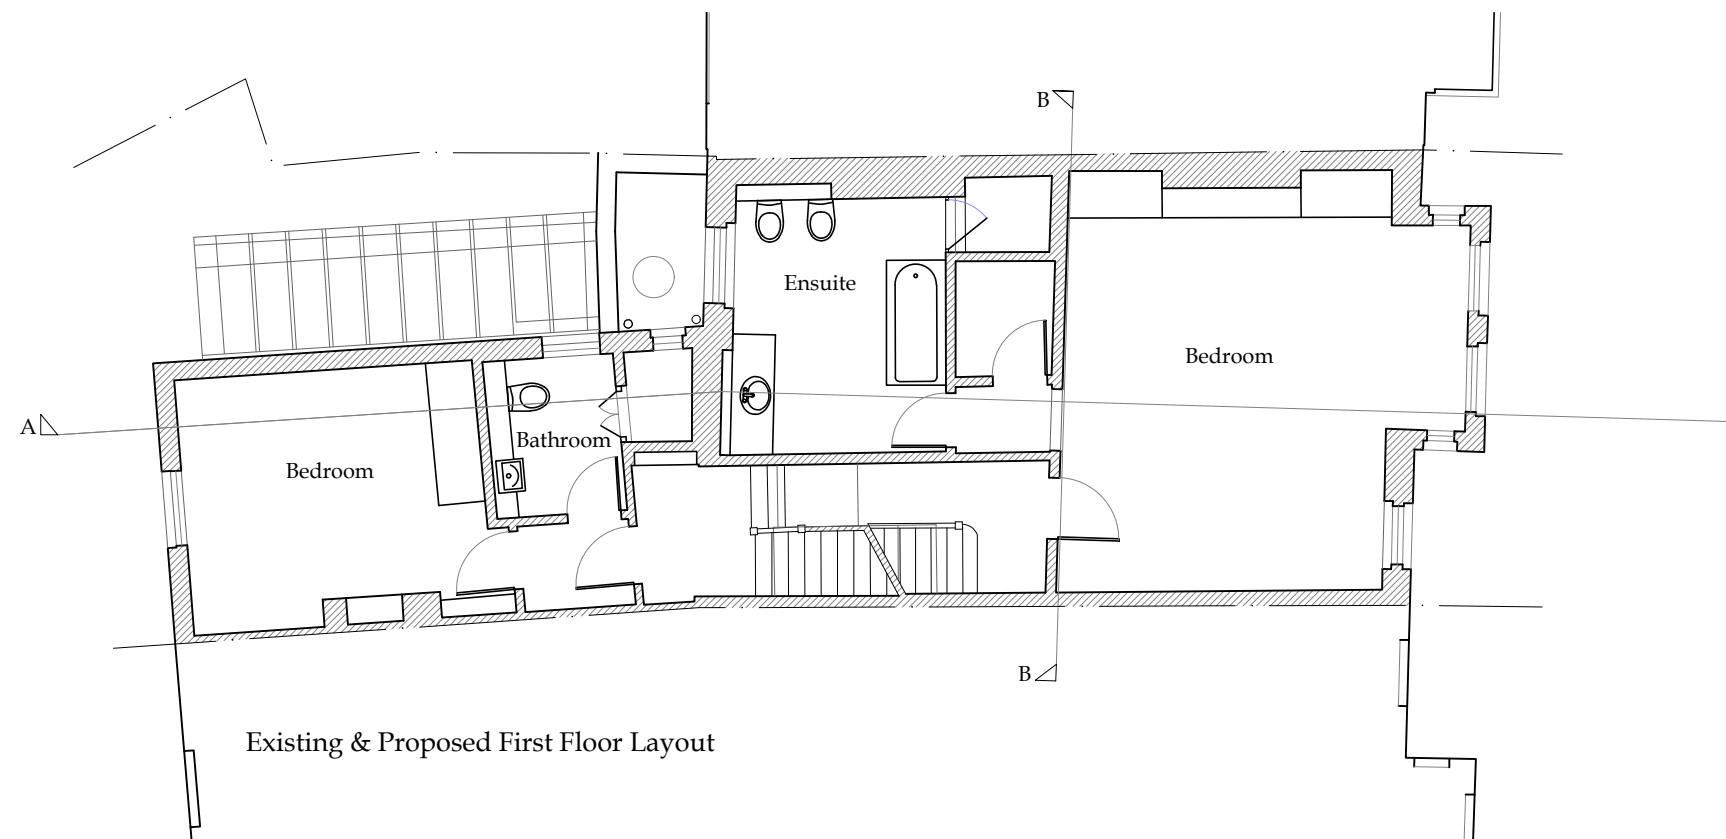 B
Ensuite
Bedroom
A
Bathroom
Bedroom
B
Existing & Proposed First Floor Layout